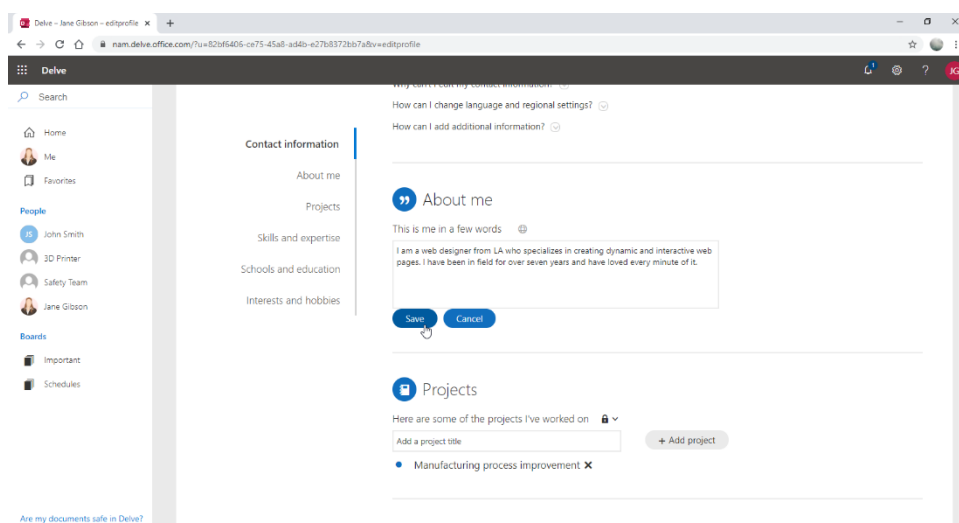 Delve – Jane Gibson – editprofile
nam.delve.office.com/?u=82bf6406-ce75-45a8-ad4b-e27b8372bb7a&v=editprofile
Delve
1
?
JG
Search
Home
Me
Favorites
People
JS John Smith
3D Printer
Safety Team
Jane Gibson
Boards
Important
Schedules
Are my documents safe in Delve?
Contact information
About me
Projects
Skills and expertise
Schools and education
Interests and hobbies
How can I change language and regional settings?
How can I add additional information?
About me
This is me in a few words
I am a web designer from LA who specializes in creating dynamic and interactive web
pages. I have been in field for over seven years and have loved every minute of it.
Save Cancel
Projects
Here are some of the projects I've worked on
Add a project title
+ Add project
Manufacturing process improvement